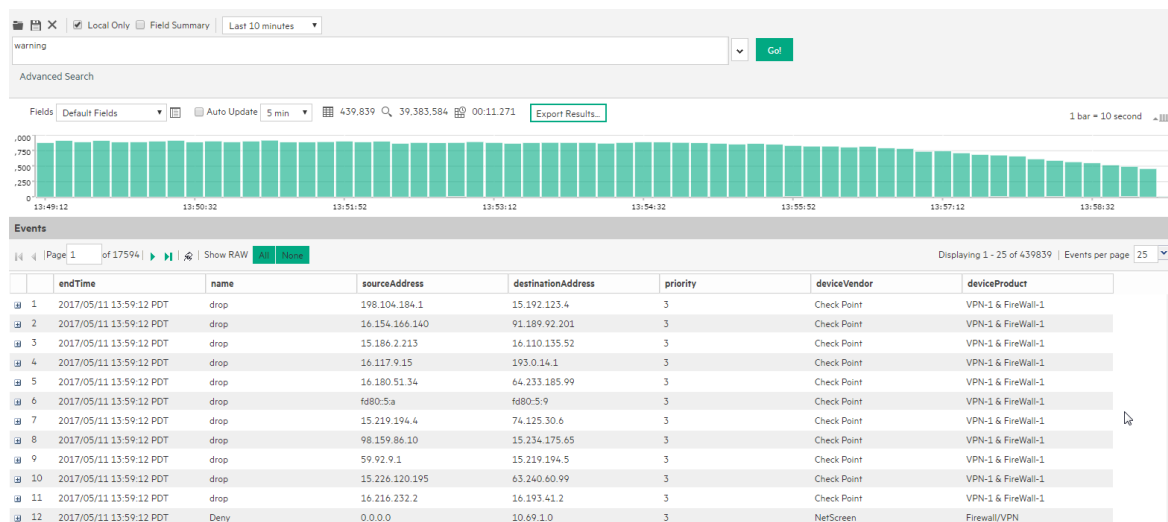 Local Only Field Summary Last 10 minutes
warning
Go!
Advanced Search
Fields Default Fields Auto Update 5 min 439,839 39,383,584 00:11.271 Export Results... 1 bar = 10 second
,000
,750
,500
,250
0
13:49:12 13:50:32 13:51:52 13:53:12 13:54:32 13:55:52 13:57:12 13:58:32
Events
Page 1 of 17594 Show RAW All None Displaying 1 - 25 of 439839 Events per page 25
endTime name sourceAddress destinationAddress priority deviceVendor deviceProduct
1 2017/05/11 13:59:12 PDT drop 198.104.184.1 15.192.123.4 3 Check Point VPN-1 & FireWall-1
2 2017/05/11 13:59:12 PDT drop 16.154.166.140 91.189.92.201 3 Check Point VPN-1 & FireWall-1
3 2017/05/11 13:59:12 PDT drop 15.186.2.213 16.110.135.52 3 Check Point VPN-1 & FireWall-1
4 2017/05/11 13:59:12 PDT drop 16.117.9.15 193.0.14.1 3 Check Point VPN-1 & FireWall-1
5 2017/05/11 13:59:12 PDT drop 16.180.51.34 64.233.185.99 3 Check Point VPN-1 & FireWall-1
6 2017/05/11 13:59:12 PDT drop fd80::5:a fd80::5:9 3 Check Point VPN-1 & FireWall-1
7 2017/05/11 13:59:12 PDT drop 15.219.194.4 74.125.30.6 3 Check Point VPN-1 & FireWall-1
8 2017/05/11 13:59:12 PDT drop 98.159.86.10 15.234.175.65 3 Check Point VPN-1 & FireWall-1
9 2017/05/11 13:59:12 PDT drop 59.92.9.1 15.219.194.5 3 Check Point VPN-1 & FireWall-1
10 2017/05/11 13:59:12 PDT drop 15.226.120.195 63.240.60.99 3 Check Point VPN-1 & FireWall-1
11 2017/05/11 13:59:12 PDT drop 16.216.232.2 16.193.41.2 3 Check Point VPN-1 & FireWall-1
12 2017/05/11 13:59:12 PDT Deny 0.0.0.0 10.69.1.0 3 NetScreen Firewall/VPN